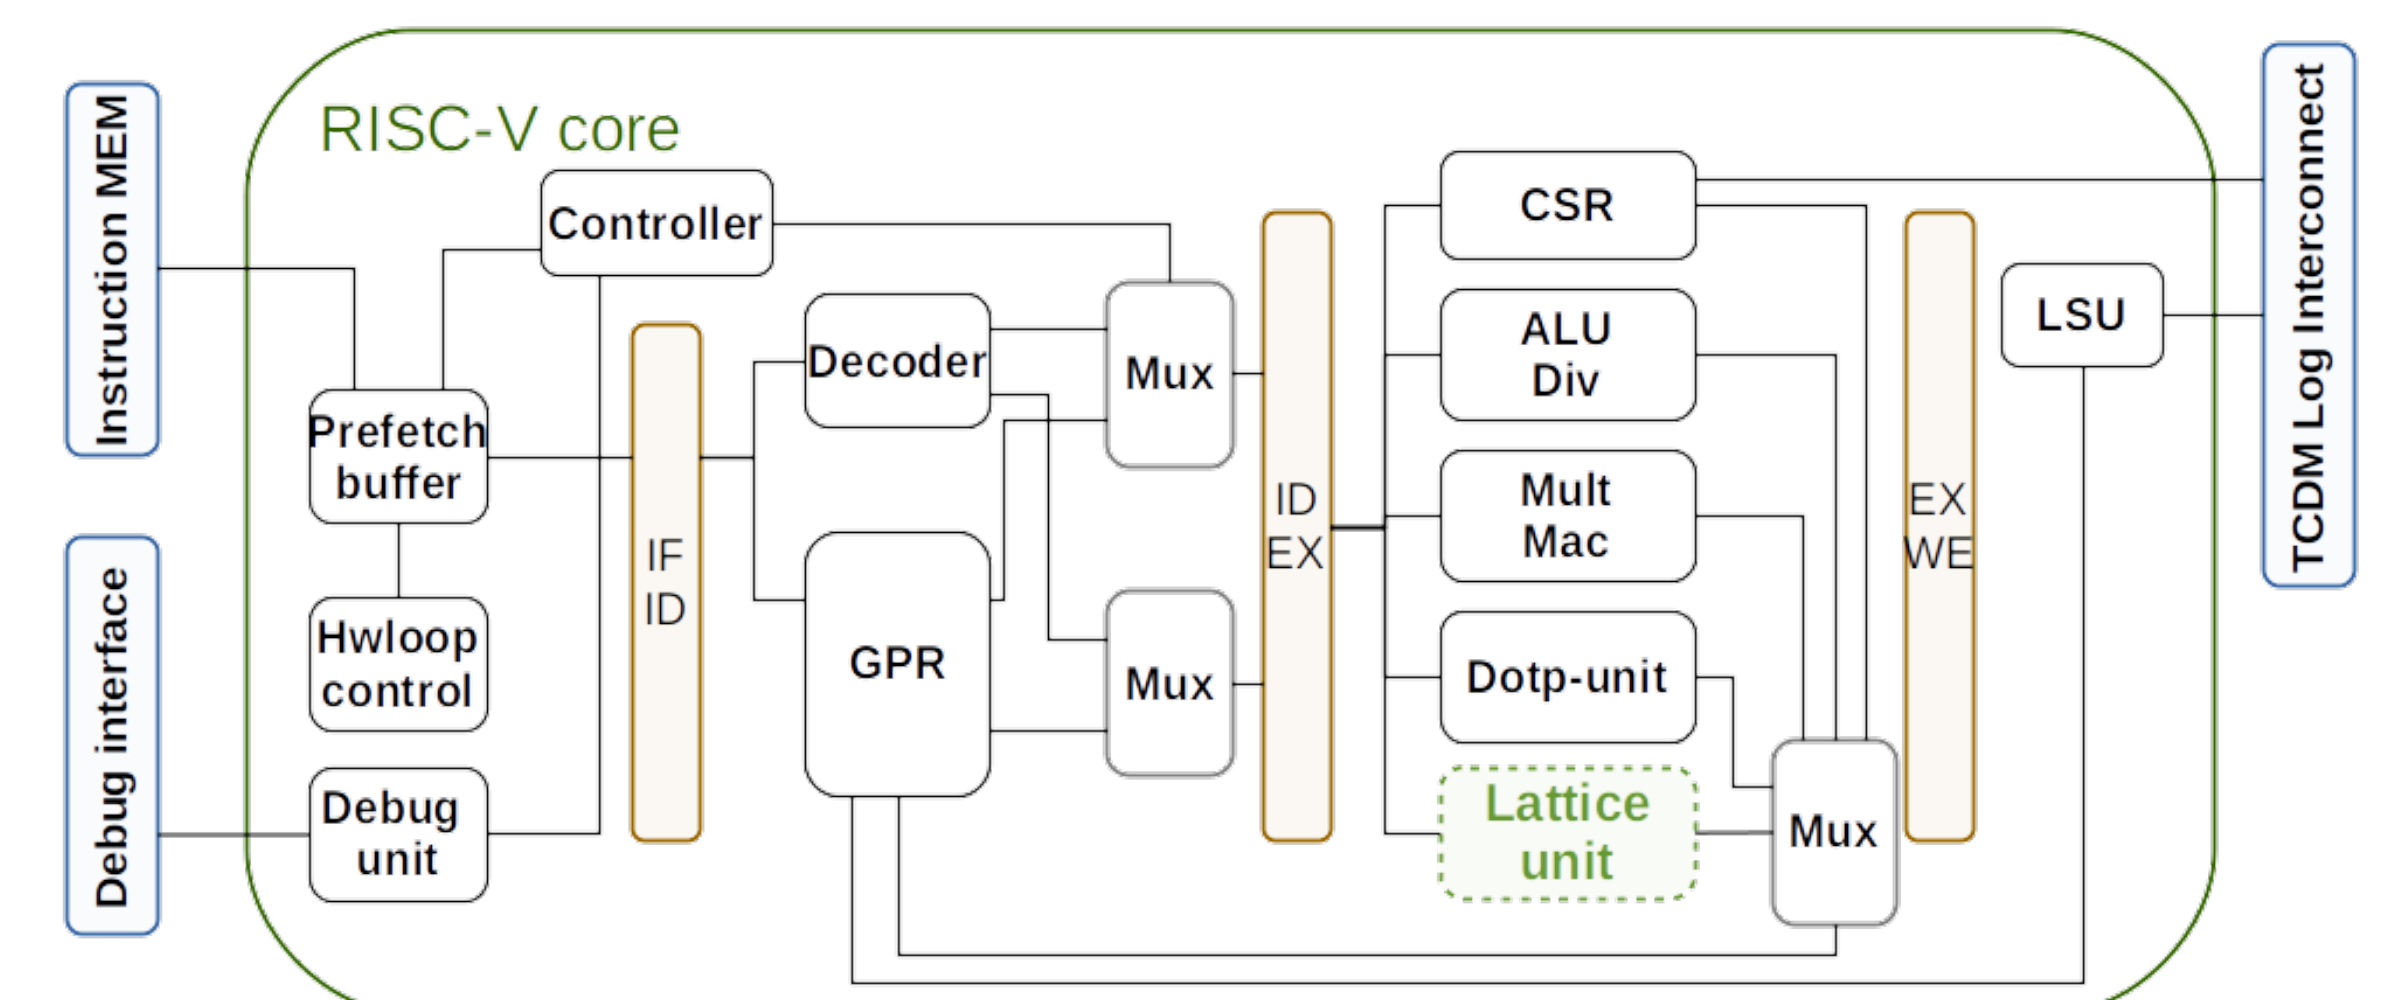 Instruction MEM
Debug interface
RISC-V core
Controller
Prefetch
buffer
Hwloop
control
Debug
unit
IF
ID
Decoder
GPR
Mux
Mux
ID
EX
CSR
ALU
Div
Mult
Mac
Dotp-unit
Lattice
unit
Mux
EX
WE
LSU
TCDM Log Interconnect